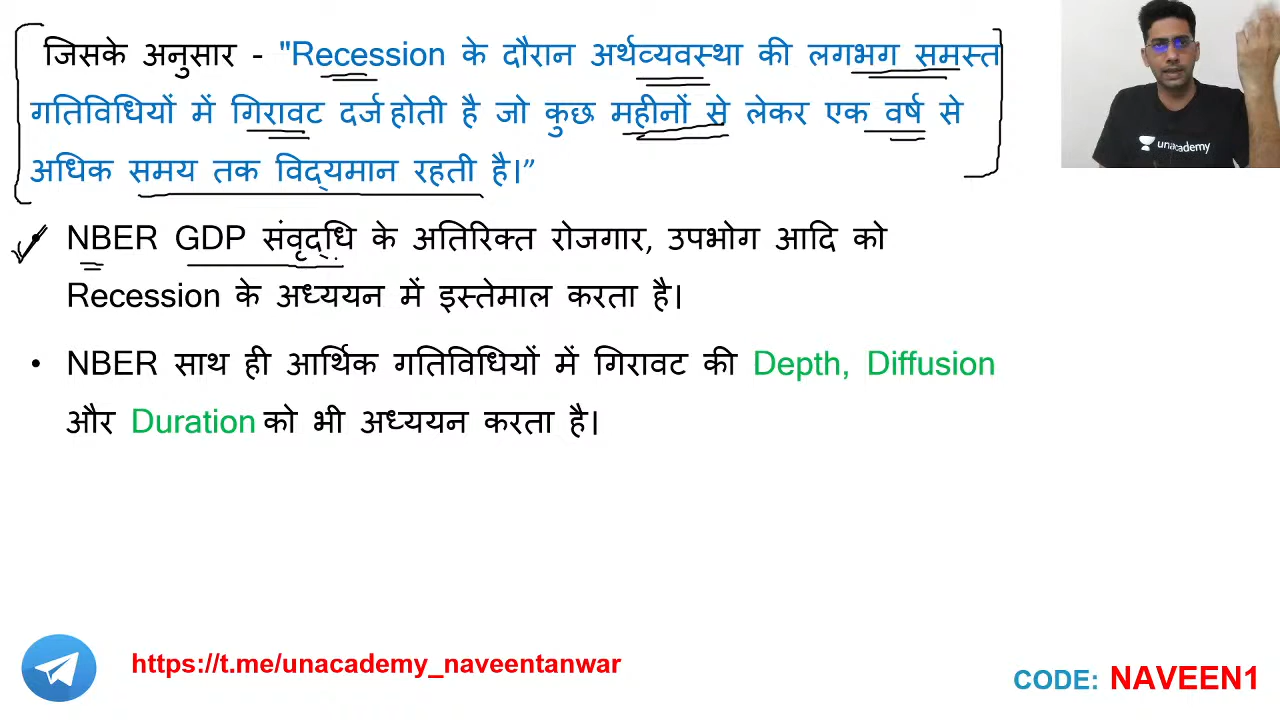 जिसके अनुसार - "Recession के दौरान अर्थव्यवस्था की लगभग समस्त
गतिविधियों में गिरावट दर्ज होती है जो कुछ महीनों से लेकर एक वर्ष से
अधिक समय तक विद्यमान रहती है।”
unacademy
NBER GDP संवृद्धि के अतिरिक्त रोजगार, उपभोग आदि को
Recession के अध्ययन में इस्तेमाल करता है।
• NBER साथ ही आर्थिक गतिविधियों में गिरावट की Depth, Diffusion
और Duration को भी अध्ययन करता है।
https://t.me/unacademy_naveentanwar
CODE: NAVEEN1